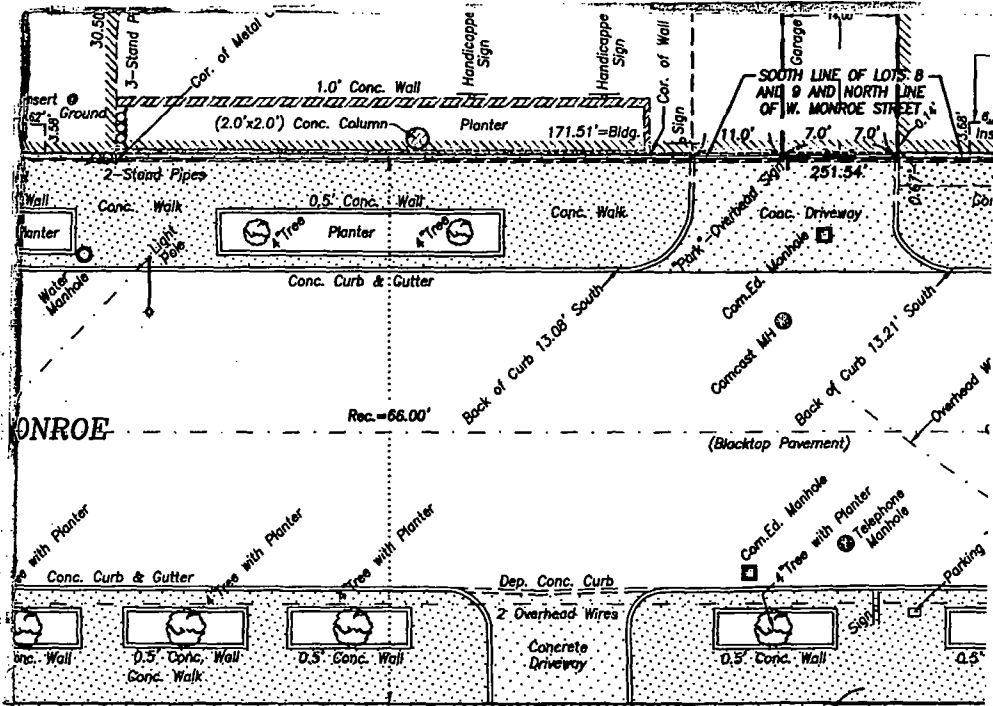 30.50'
3-Stand
Cor. of Metal
Handicappe
Sign
Handicappe
Sign
Cor. of Wall
Sign
Garage
14.00'
1.0' Conc. Wall
SOUTH LINE OF LOTS 8
AND 9 AND NORTH LINE
OF W. MONROE STREET
Ground
(2.0'x2.0') Conc. Column
Planter
171.51'=Bldg.
11.0'
7.0'
7.0'
0.14'
2-Stand Pipes
251.54'
0.67'
Wall
Conc. Walk
0.5' Conc. Wall
Conc. Walk
"Park"-Overhead Sign
Conc. Driveway
4"Tree
Planter
4"Tree
Light
Pole
Water
Manhole
Conc. Curb & Gutter
Com.Ed. Manhole
Back of Curb 13.08' South
Comcast MH
Back of Curb 13.21' South
Overhead
ONROE
Rec.=66.00'
(Blacktop Pavement)
with Planter
4"Tree with Planter
Tree with Planter
Com.Ed. Manhole
4"Tree with Planter
Telephone
Manhole
Parking
Conc. Curb & Gutter
Dep. Conc. Curb
2 Overhead Wires
Sign
Concrete
Driveway
Conc. Wall
0.5' Conc. Wall
0.5' Conc. Wall
0.5' Conc. Wall
0.5'
Conc. Walk